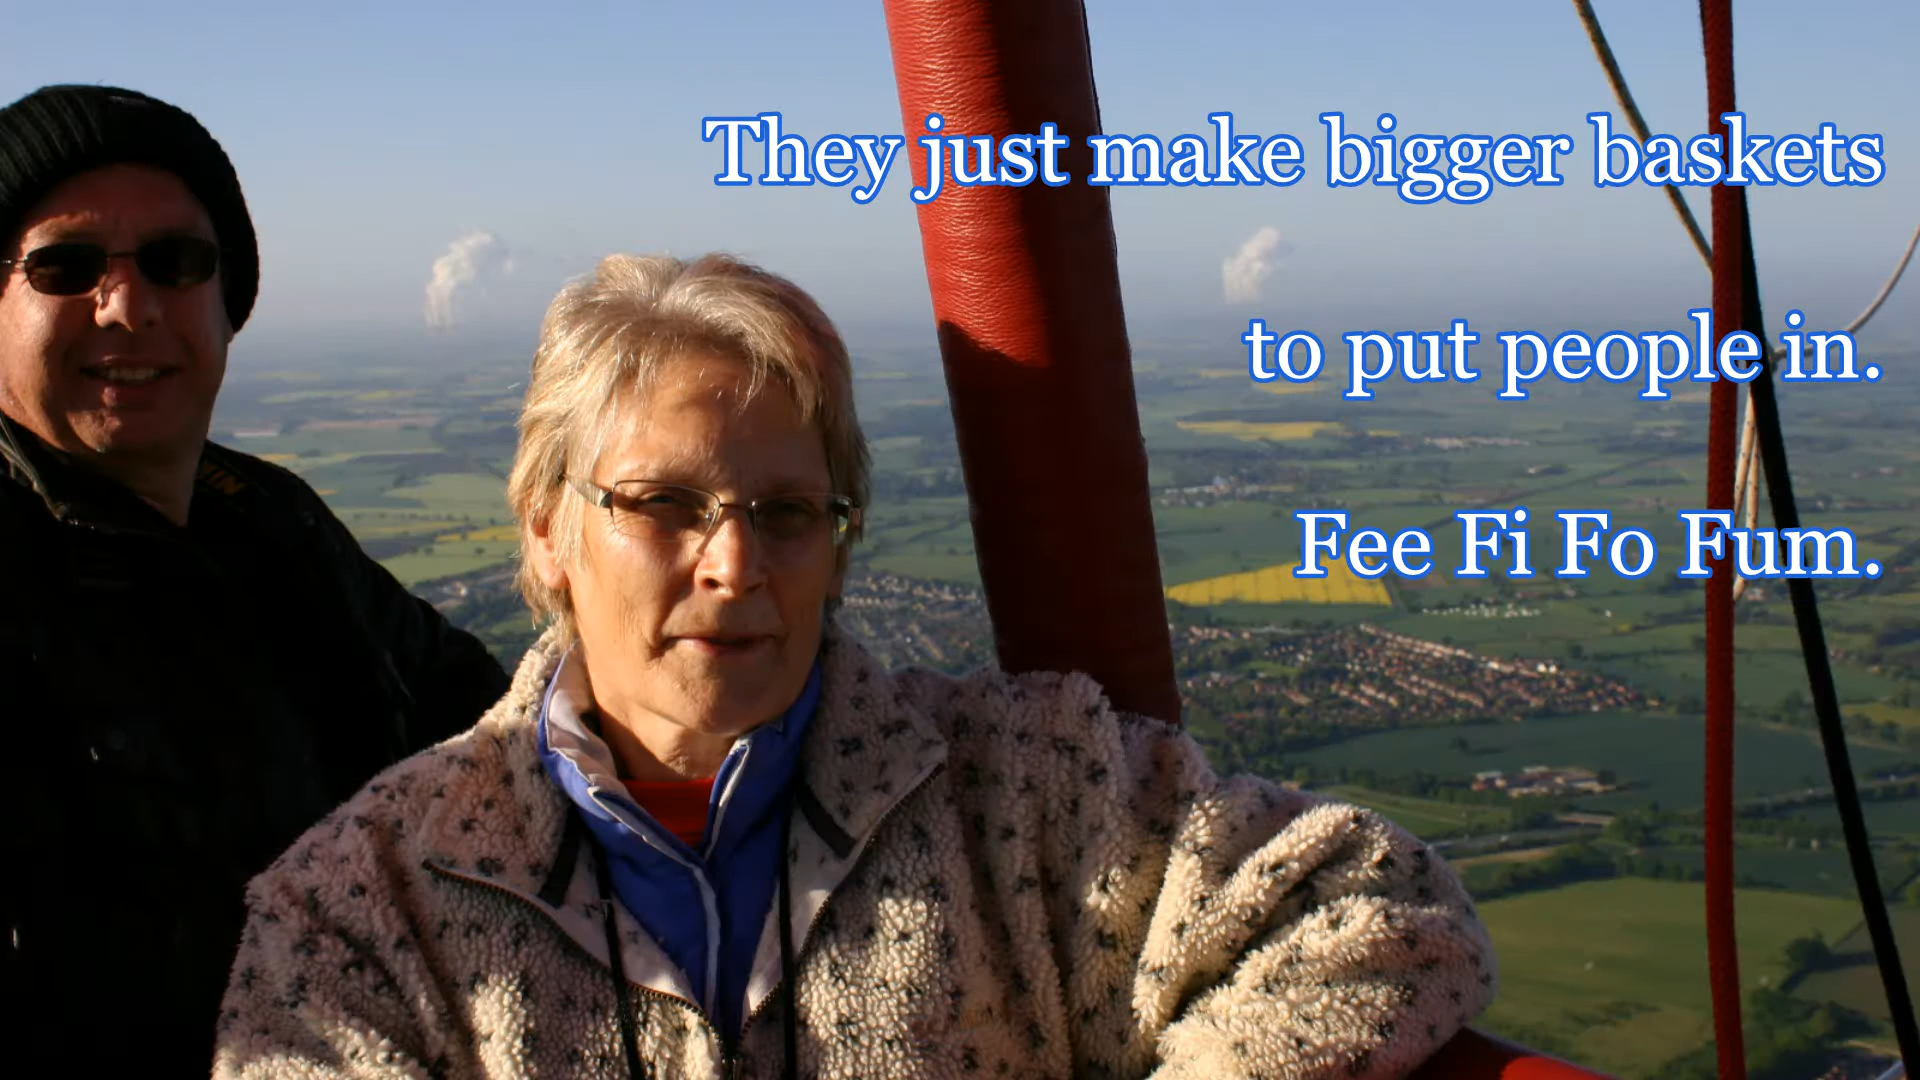 They just make bigger baskets
to put people in.
Fee Fi Fo Fum.